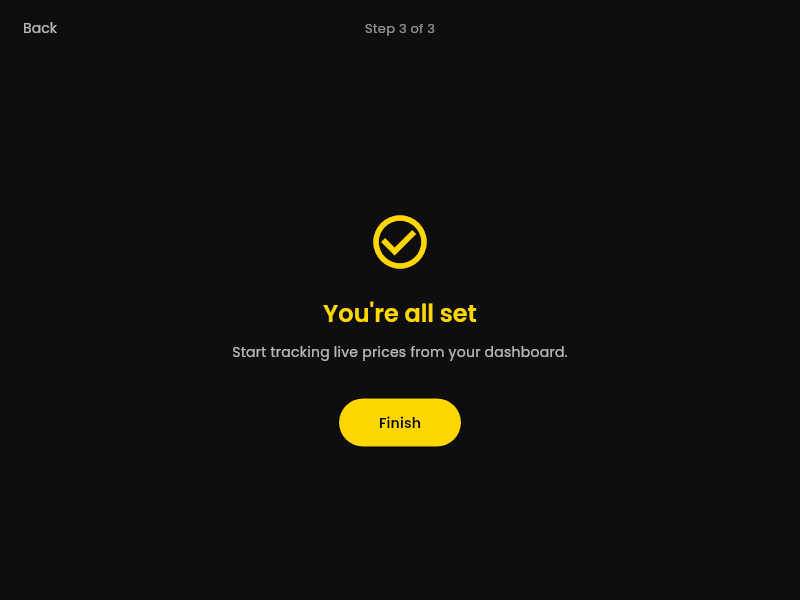 Back
Step 3 of 3
You're all set
Start tracking live prices from your dashboard.
Finish